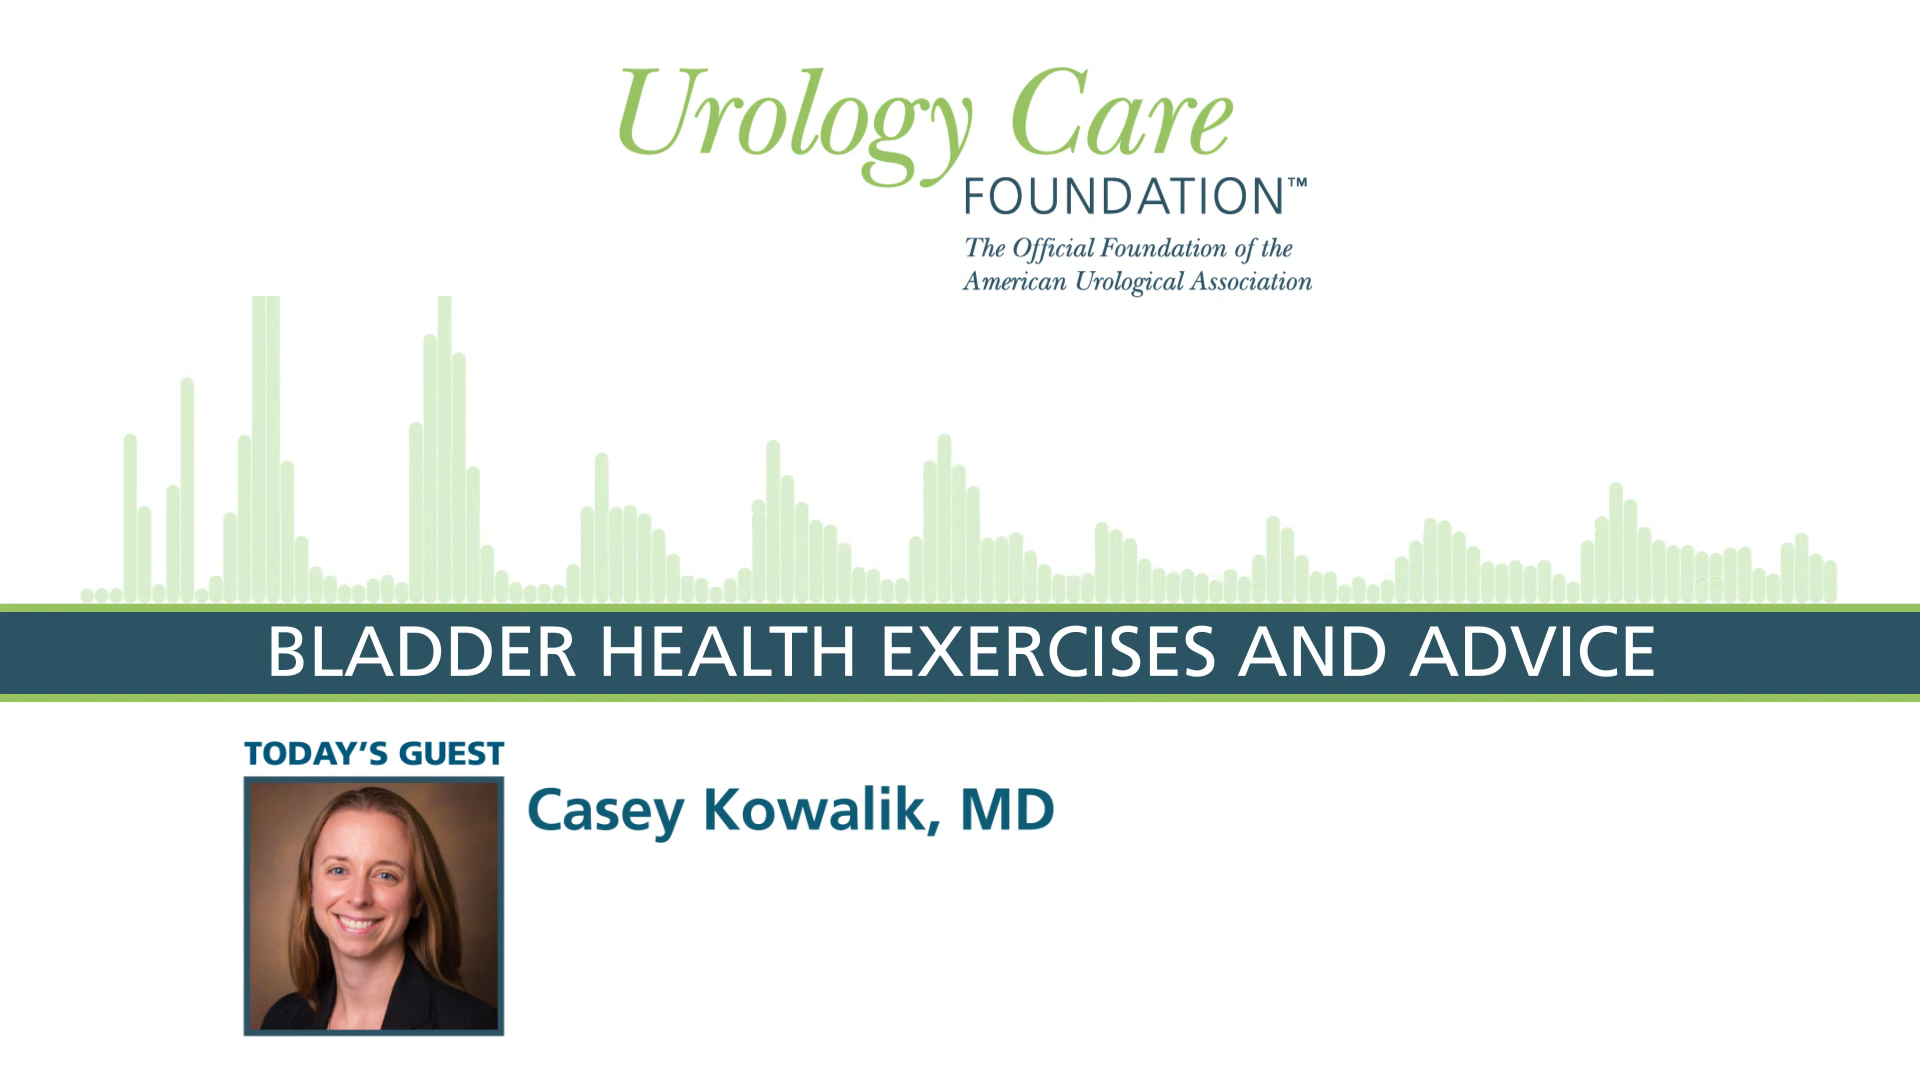 Urology Care
FOUNDATION™
The Official Foundation of the
American Urological Association
BLADDER HEALTH EXERCISES AND ADVICE
TODAY’S GUEST
Casey Kowalik, MD